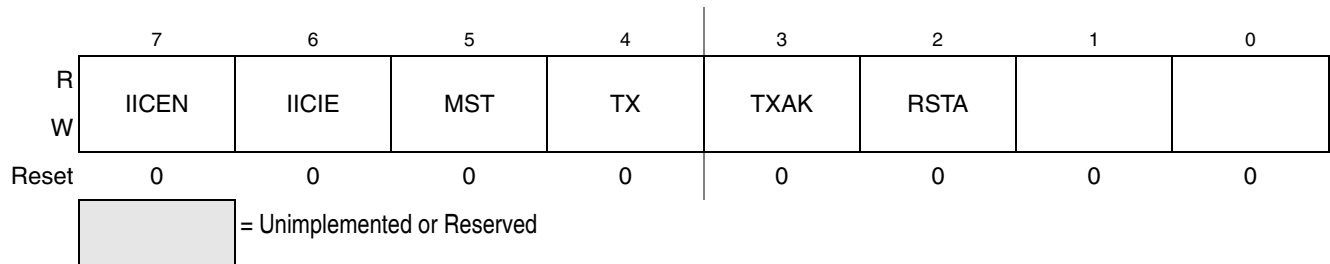 7 6 5 4 3 2 1 0
R
IICEN IICIE MST TX TXAK RSTA
W
Reset 0 0 0 0 0 0 0 0
= Unimplemented or Reserved